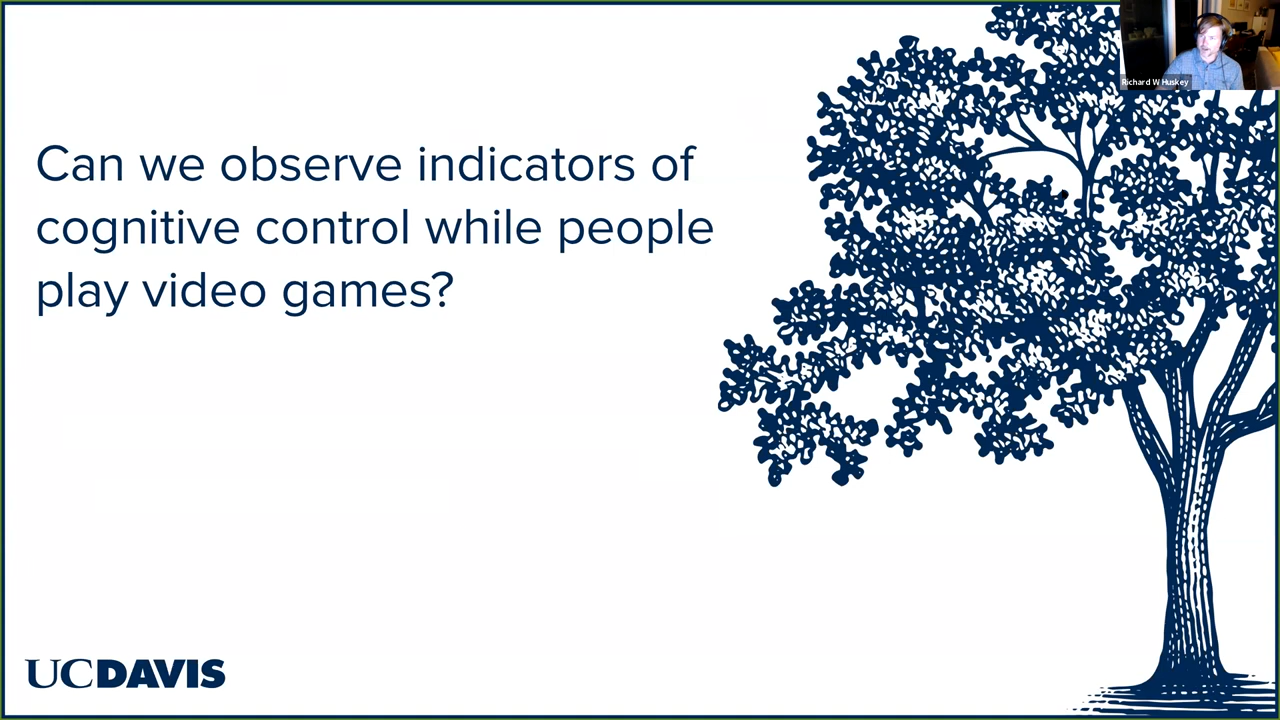 Richard W Huskey
Can we observe indicators of
cognitive control while people
play video games?
UCDAVIS